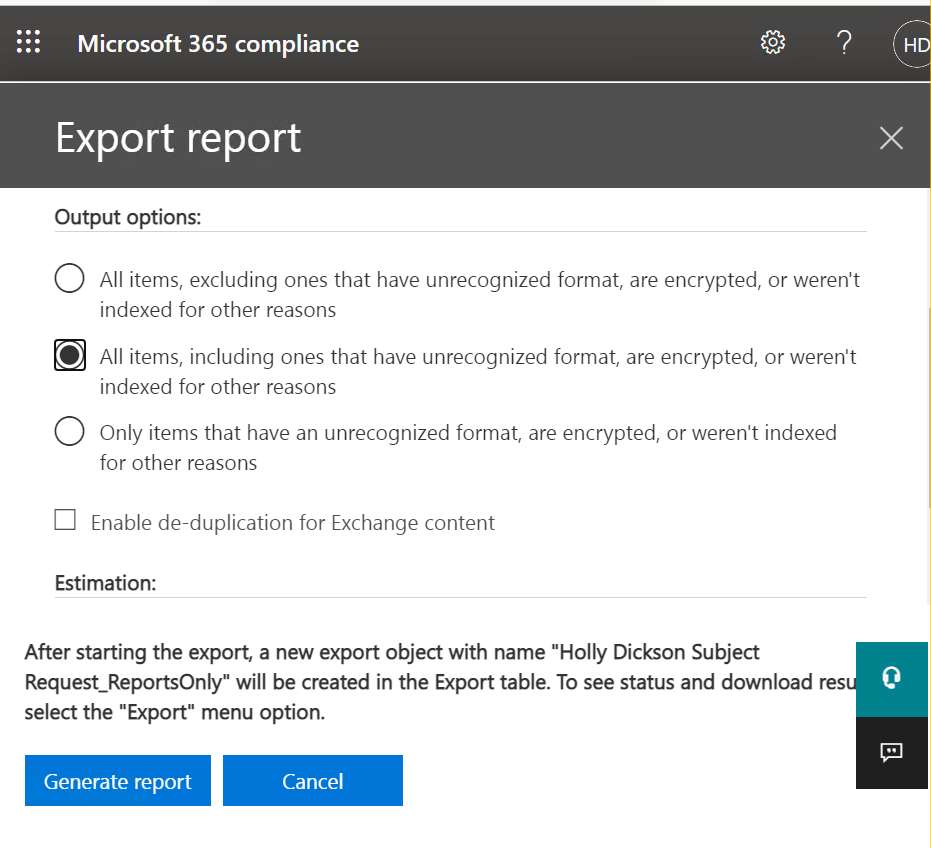 Microsoft 365 compliance
?
HD
Export report
Output options:
All items, excluding ones that have unrecognized format, are encrypted, or weren't
indexed for other reasons
All items, including ones that have unrecognized format, are encrypted, or weren't
indexed for other reasons
Only items that have an unrecognized format, are encrypted, or weren't indexed
for other reasons
Enable de-duplication for Exchange content
Estimation:
After starting the export, a new export object with name "Holly Dickson Subject
Request_ReportsOnly" will be created in the Export table. To see status and download resu
select the "Export" menu option.
Generate report
Cancel